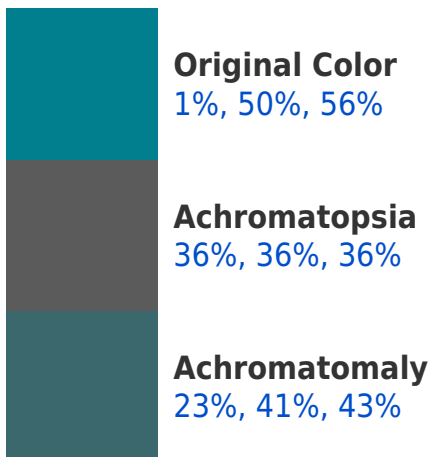 Original Color
1%, 50%, 56%
Achromatopsia
36%, 36%, 36%
Achromatomaly
23%, 41%, 43%